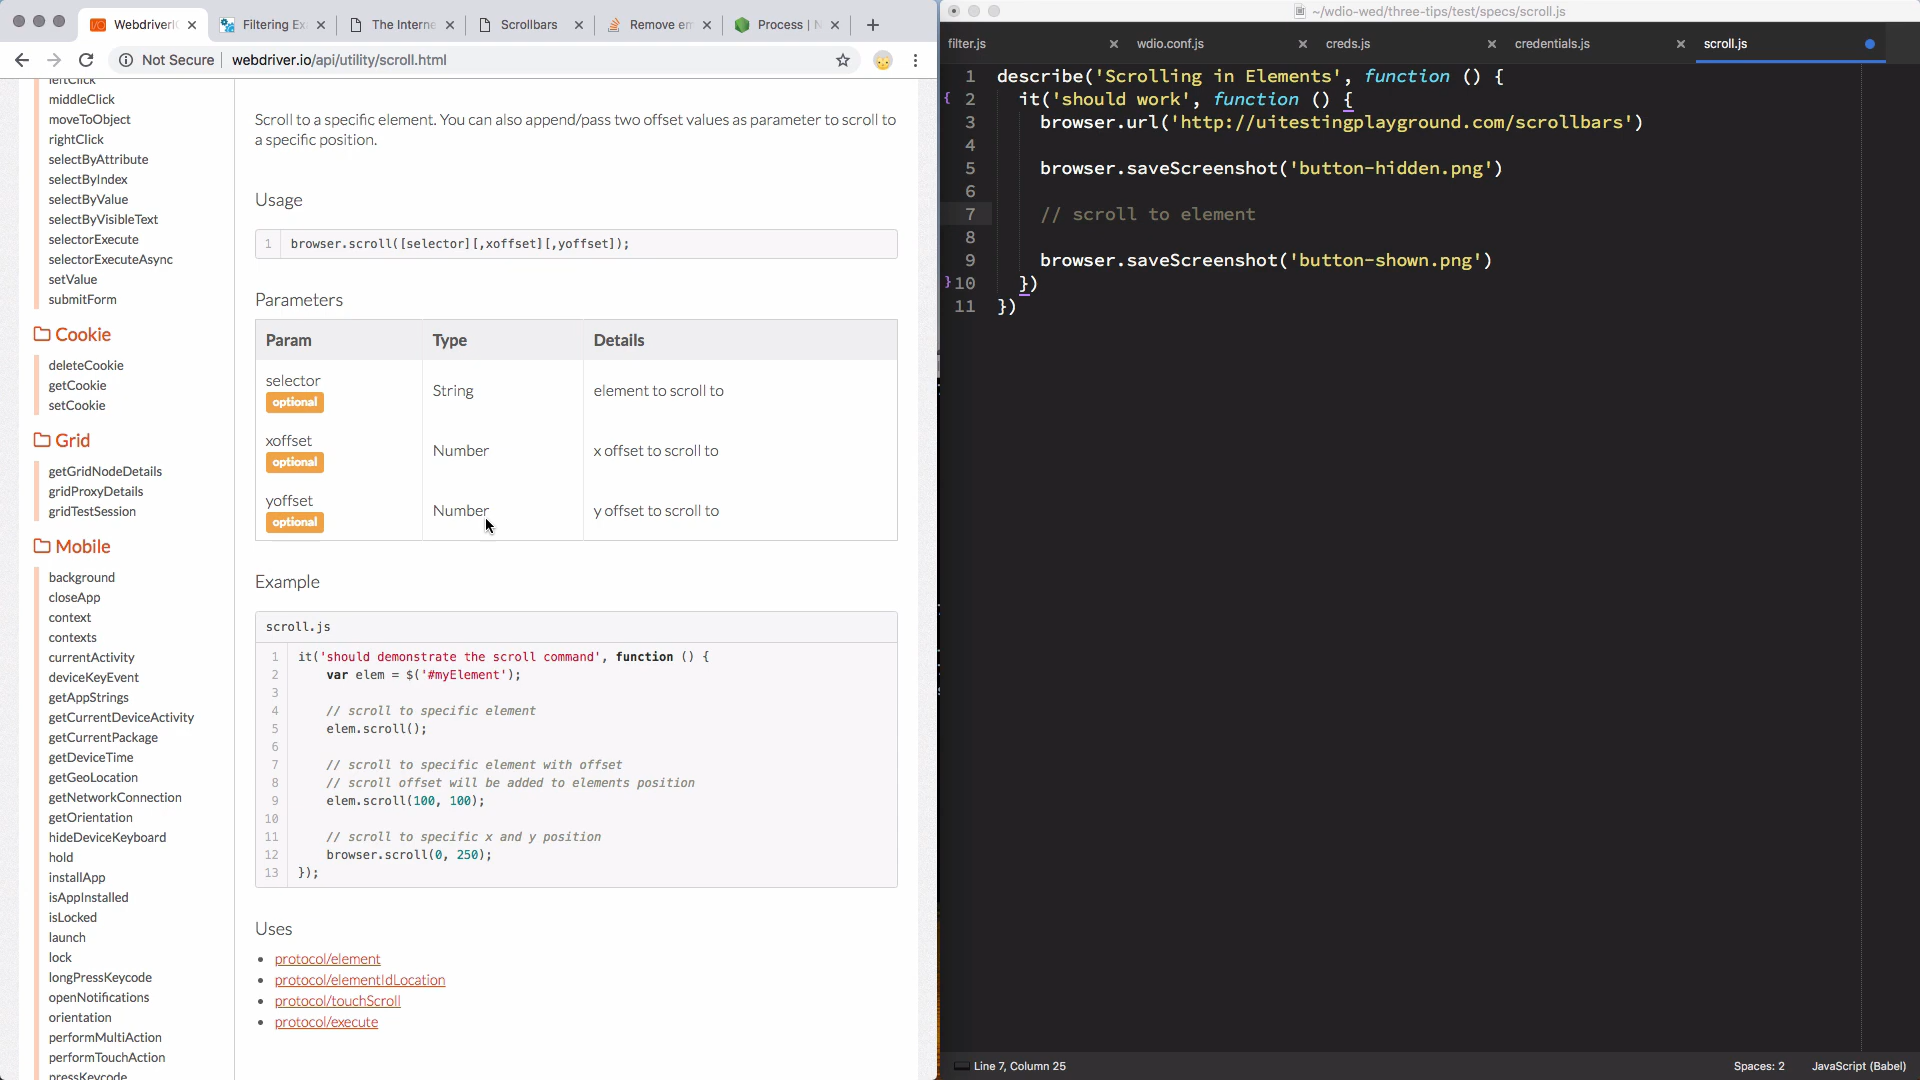 WebdriverI
Filtering Ex
The Interne
Scrollbars
Remove em
Process | N
Not Secure
webdriver.io/api/utility/scroll.html
leftClick
middleClick
moveToObject
rightClick
selectByAttribute
selectByIndex
selectByValue
selectByVisibleText
selectorExecute
selectorExecuteAsync
setValue
submitForm
Cookie
deleteCookie
getCookie
setCookie
Grid
getGridNodeDetails
gridProxyDetails
gridTestSession
Mobile
background
closeApp
context
contexts
currentActivity
deviceKeyEvent
getAppStrings
getCurrentDeviceActivity
getCurrentPackage
getDeviceTime
getGeoLocation
getNetworkConnection
getOrientation
hideDeviceKeyboard
hold
installApp
isAppInstalled
isLocked
launch
lock
longPressKeycode
openNotifications
orientation
performMultiAction
performTouchAction
pressKeycode
Scroll to a specific element. You can also append/pass two offset values as parameter to scroll to
a specific position.
Usage
1 browser.scroll([selector][,xoffset][,yoffset]);
Parameters
Param Type Details
selector
optional
String
element to scroll to
xoffset
optional
Number
x offset to scroll to
yoffset
optional
Number
y offset to scroll to
Example
scroll.js
1 it('should demonstrate the scroll command', function () {
2 var elem = $('#myElement');
3
4 // scroll to specific element
5 elem.scroll();
6
7 // scroll to specific element with offset
8 // scroll offset will be added to elements position
9 elem.scroll(100, 100);
10
11 // scroll to specific x and y position
12 browser.scroll(0, 250);
13 });
Uses
protocol/element
protocol/elementIdLocation
protocol/touchScroll
protocol/execute
~/wdio-wed/three-tips/test/specs/scroll.js
filter.js
wdio.conf.js
creds.js
credentials.js
scroll.js
1 describe('Scrolling in Elements', function () {
{ 2 it('should work', function () {
3 browser.url('http://uitestingplayground.com/scrollbars')
4
5 browser.saveScreenshot('button-hidden.png')
6
7 // scroll to element
8
9 browser.saveScreenshot('button-shown.png')
} 10 })
11 })
Line 7, Column 25
Spaces: 2
JavaScript (Babel)